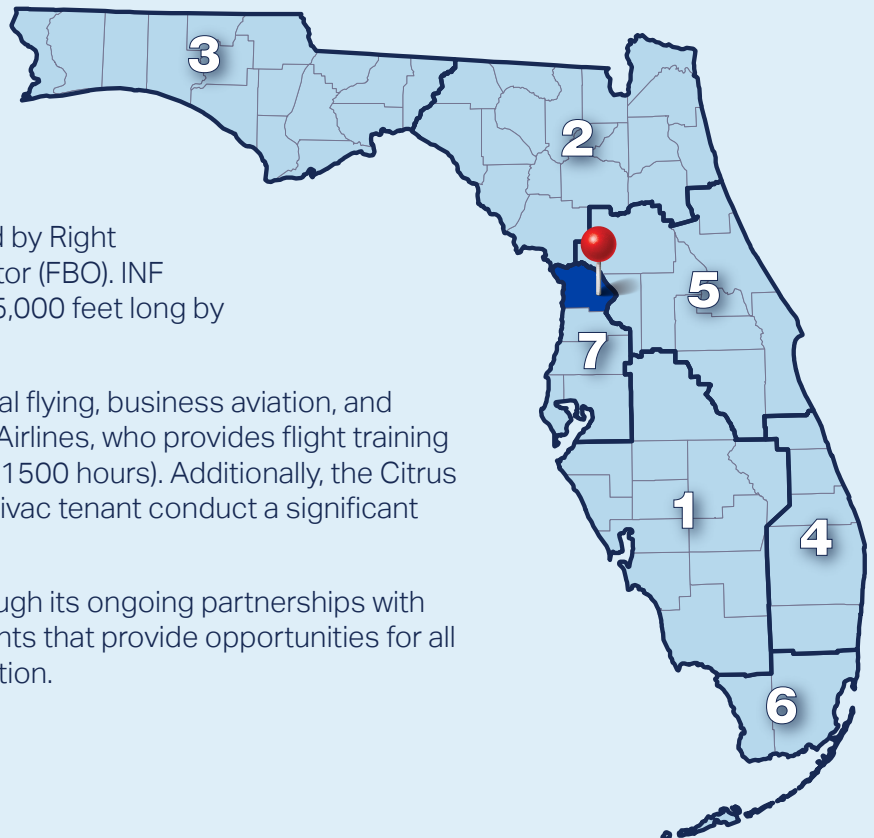 3
2
d by Right
tor (FBO). INF
5,000 feet long by
5
7
al flying, business aviation, and
Airlines, who provides flight training
1500 hours). Additionally, the Citrus
ivac tenant conduct a significant
1
4
ugh its ongoing partnerships with
nts that provide opportunities for all
tion.
6